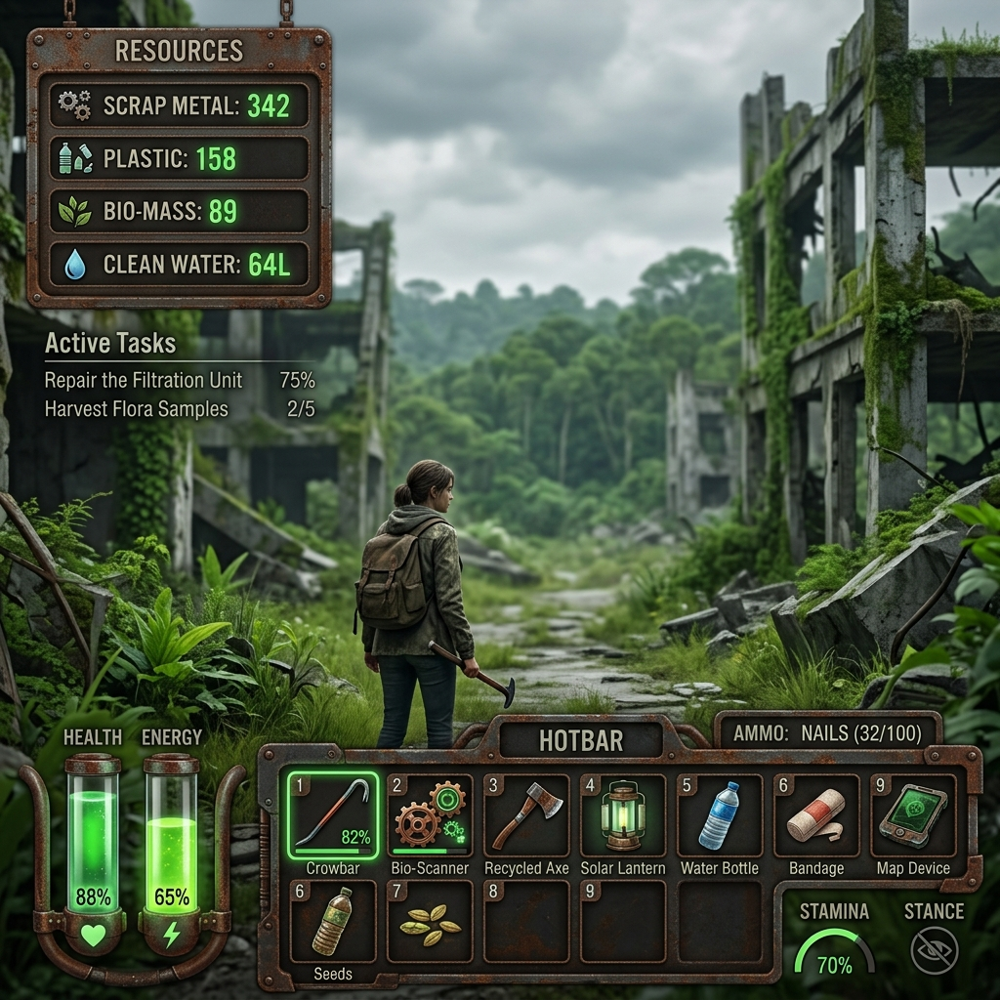 RESOURCES
SCRAP METAL: 342
PLASTIC: 158
BIO-MASS: 89
CLEAN WATER: 64L
Active Tasks
Repair the Filtration Unit 75%
Harvest Flora Samples 2/5
HEALTH ENERGY
88% 65%
HOTBAR
AMMO: NAILS (32/100)
1 2 3 4 5 6 9
82%
Crowbar Bio-Scanner Recycled Axe Solar Lantern Water Bottle Bandage Map Device
6 7 8 9
Seeds
STAMINA STANCE
70%